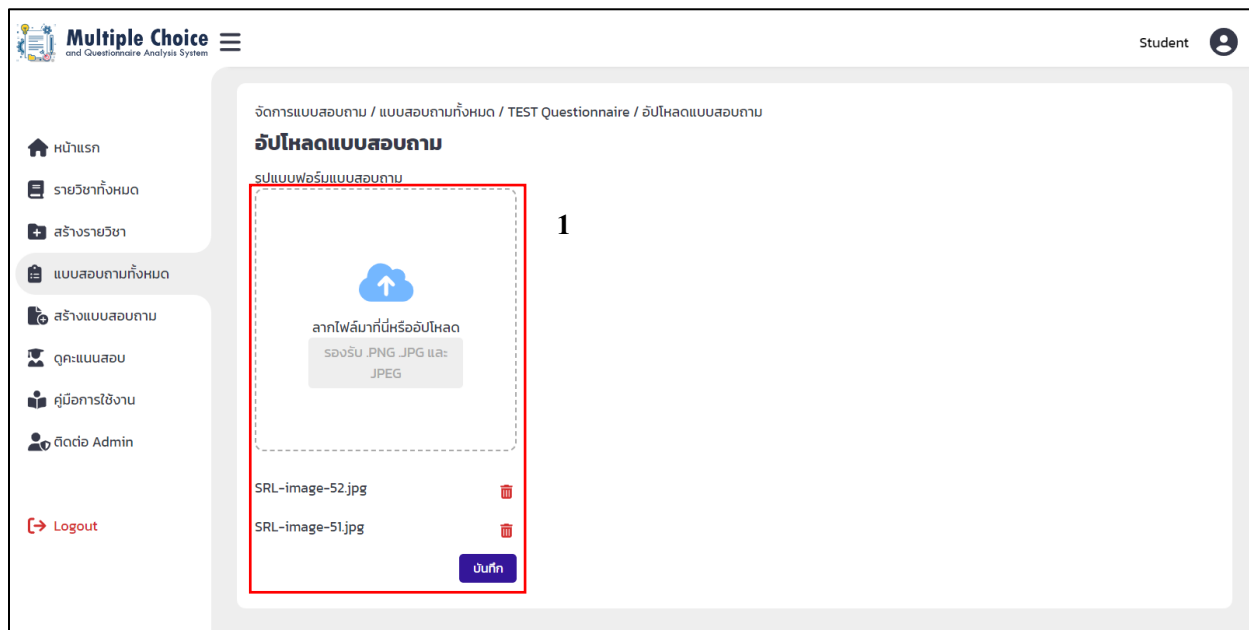 Multiple Choice
and Questionnaire Analysis System
Student
จัดการแบบสอบถาม / แบบสอบถามทั้งหมด / TEST Questionnaire / อัปโหลดแบบสอบถาม
อัปโหลดแบบสอบถาม
รูปแบบฟอร์มแบบสอบถาม
1
หน้าแรก
รายวิชาทั้งหมด
สร้างรายวิชา
แบบสอบถามทั้งหมด
สร้างแบบสอบถาม
ดูคะแนนสอบ
คู่มือการใช้งาน
ติดต่อ Admin
Logout
ลากไฟล์มาที่นี่หรืออัปโหลด
รองรับ .PNG .JPG และ
.JPEG
SRL-image-52.jpg
SRL-image-51.jpg
บันทึก